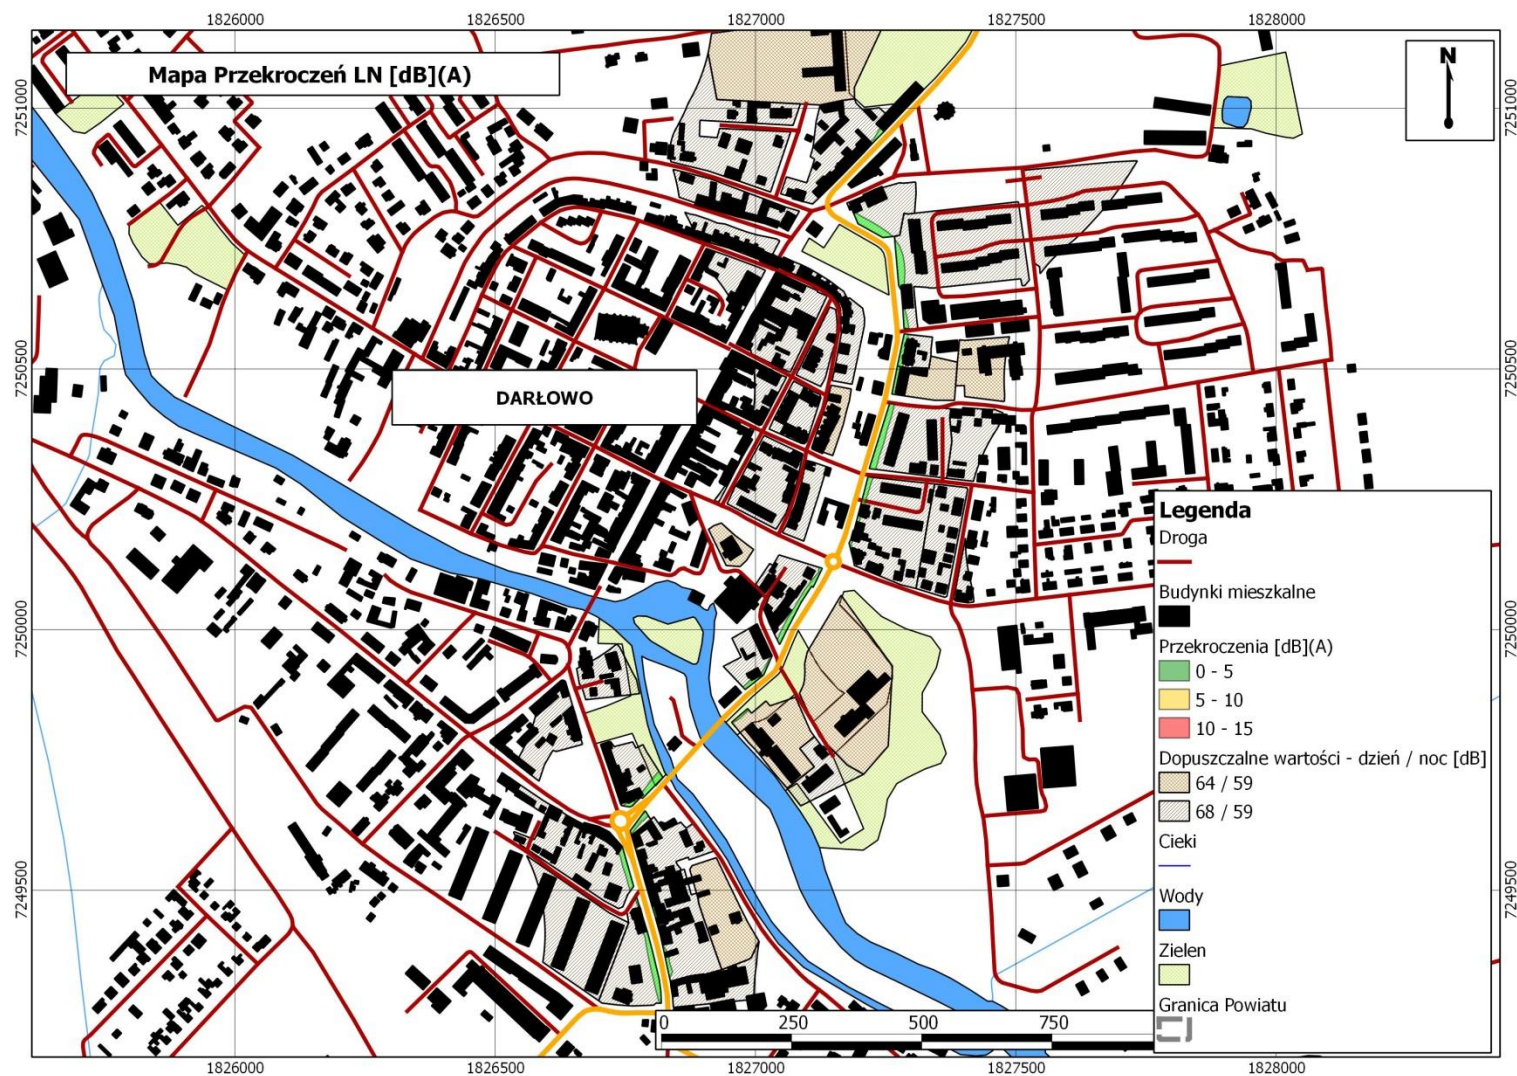 1826000 1826500 1827000 1827500 1828000
Mapa Przekroczeń LN [dB](A)
N
7251000 7251000
7250500 7250500
DARŁOWO
Legenda
Droga
Budynki mieszkalne
Przekroczenia [dB](A)
0 - 5
5 - 10
10 - 15
Dopuszczalne wartości - dzień / noc [dB]
64 / 59
68 / 59
Cieki
Wody
Zielen
Granica Powiatu
7250000 7250000
7249500 7249500
0 250 500 750
1826000 1826500 1827000 1827500 1828000